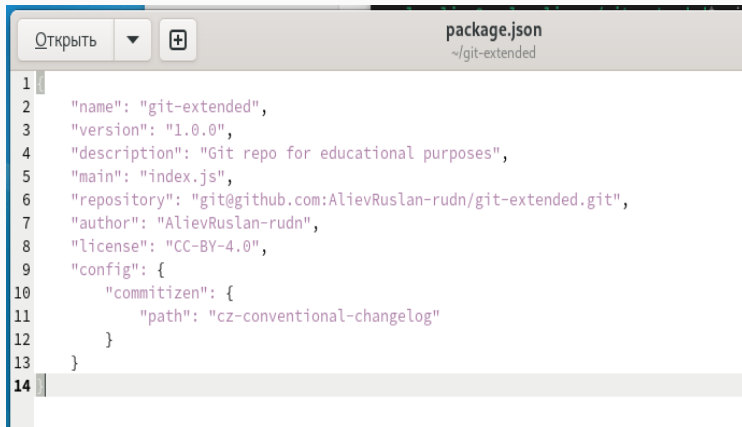 Открыть
package.json
~/git-extended
1 {
2 "name": "git-extended",
3 "version": "1.0.0",
4 "description": "Git repo for educational purposes",
5 "main": "index.js",
6 "repository": "git@github.com:AlievRuslan-rudn/git-extended.git",
7 "author": "AlievRuslan-rudn",
8 "license": "CC-BY-4.0",
9 "config": {
10 "commitizen": {
11 "path": "cz-conventional-changelog"
12 }
13 }
14 }